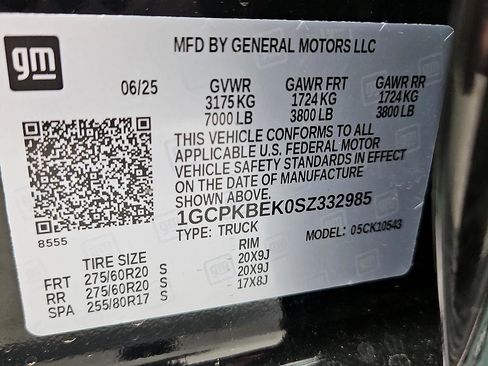 gm
MFD BY GENERAL MOTORS LLC
06/25 GVWR GAWR FRT GAWR RR
3175 KG 1724 KG 1724 KG
7000 LB 3800 LB 3800 LB
THIS VEHICLE CONFORMS TO ALL
APPLICABLE U.S. FEDERAL MOTOR
VEHICLE SAFETY STANDARDS IN EFFECT
ON THE DATE OF MANUFACTURE
SHOWN ABOVE.
1GCPKBEK0SZ332985
8555 TYPE: TRUCK MODEL: 05CK10543
TIRE SIZE RIM
FRT 275/60R20 S -20X9J
RR 275/60R20 S -20X9J
SPA 255/80R17 S -17X8J